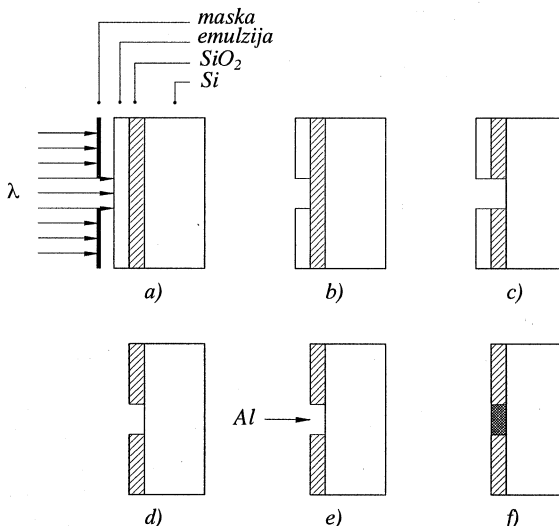 maska
emulzija
SiO₂
Si
λ
a)
b)
c)
Al
d)
e)
f)